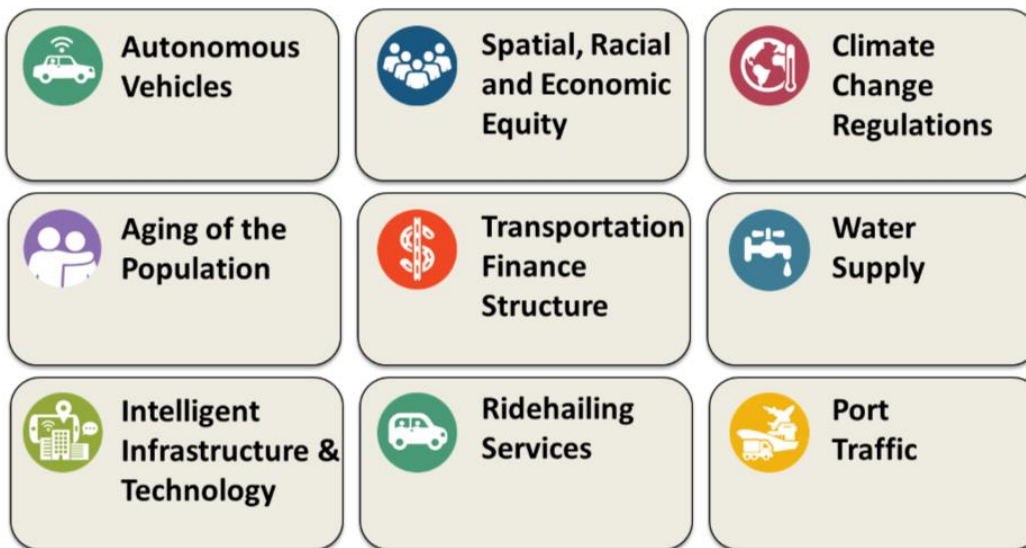 Autonomous
Vehicles
Spatial, Racial
and Economic
Equity
Climate
Change
Regulations
Aging of the
Population
Transportation
Finance
Structure
Water
Supply
Intelligent
Infrastructure &
Technology
Ridehailing
Services
Port
Traffic